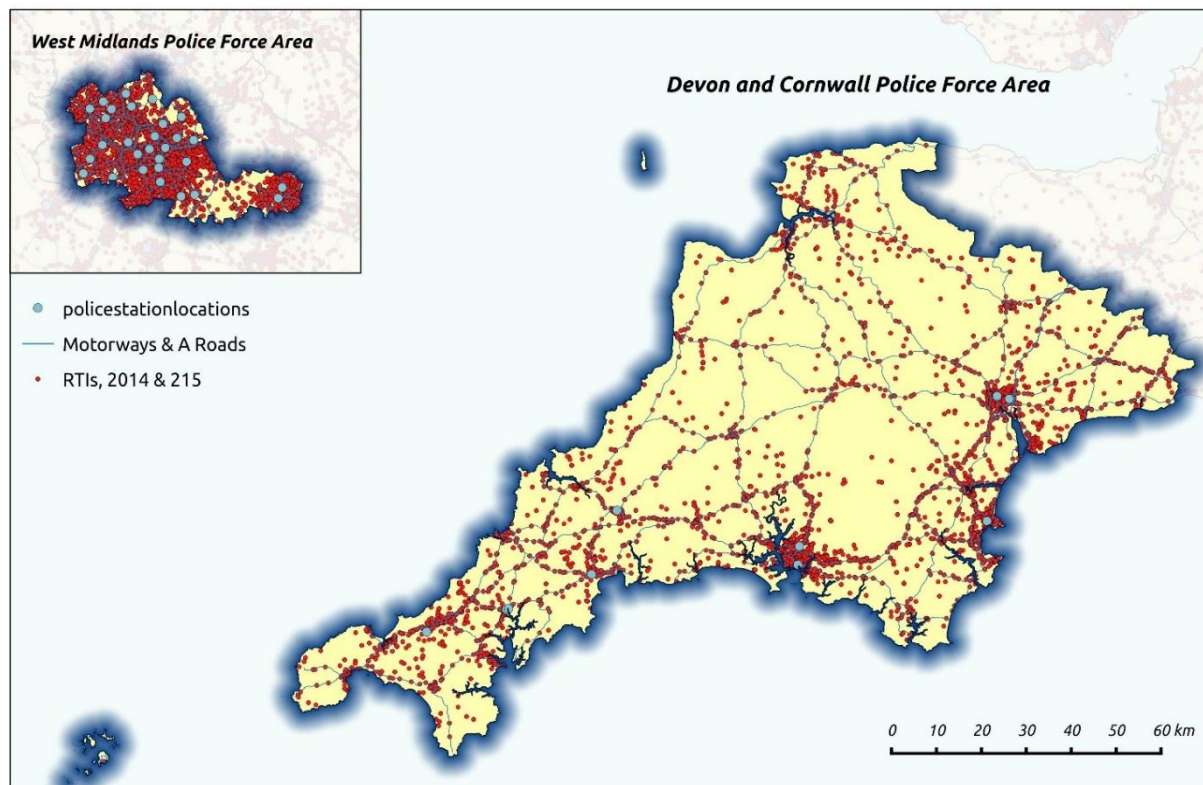 West Midlands Police Force Area
Devon and Cornwall Police Force Area
policestationlocations
Motorways & A Roads
RTIs, 2014 & 215
0 10 20 30 40 50 60 km